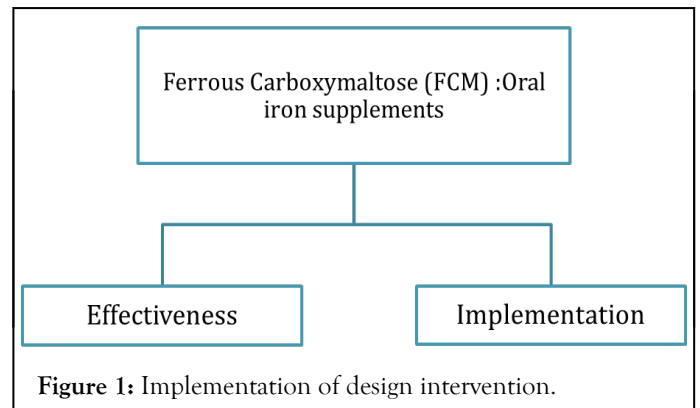 Ferrous Carboxymaltose (FCM) :Oral
iron supplements
Effectiveness
Implementation
Figure 1: Implementation of design intervention.